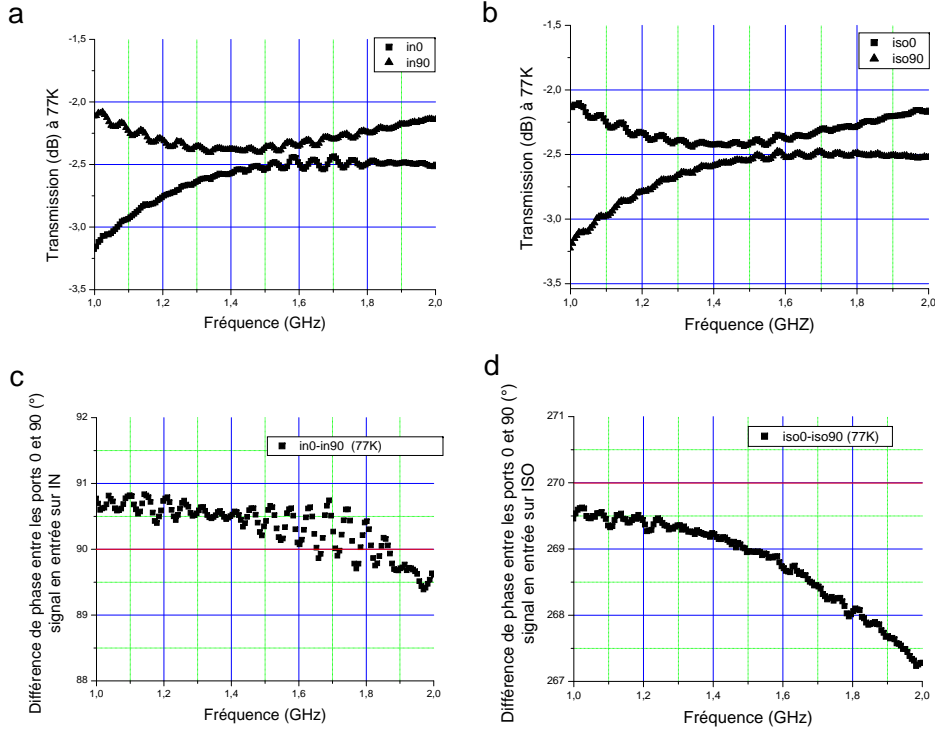 a
-1,5
-2,0
-2,5
-3,0
-3,5
Transmission (dB) à 77K
in0
in90
1,0 1,2 1,4 1,6 1,8 2,0
Fréquence (GHz)
b
-1,5
-2,0
-2,5
-3,0
-3,5
Transmission (dB) à 77K
iso0
iso90
1,0 1,2 1,4 1,6 1,8 2,0
Fréquence (GHZ)
c
92
91
90
89
88
Différence de phase entre les ports 0 et 90 (°)
signal en entrée sur IN
in0-in90 (77K)
1,0 1,2 1,4 1,6 1,8 2,0
Fréquence (GHz)
d
271
270
269
268
267
Différence de phase entre les ports 0 et 90 (°)
signal en entrée sur ISO
iso0-iso90 (77K)
1,0 1,2 1,4 1,6 1,8 2,0
Fréquence (GHz)